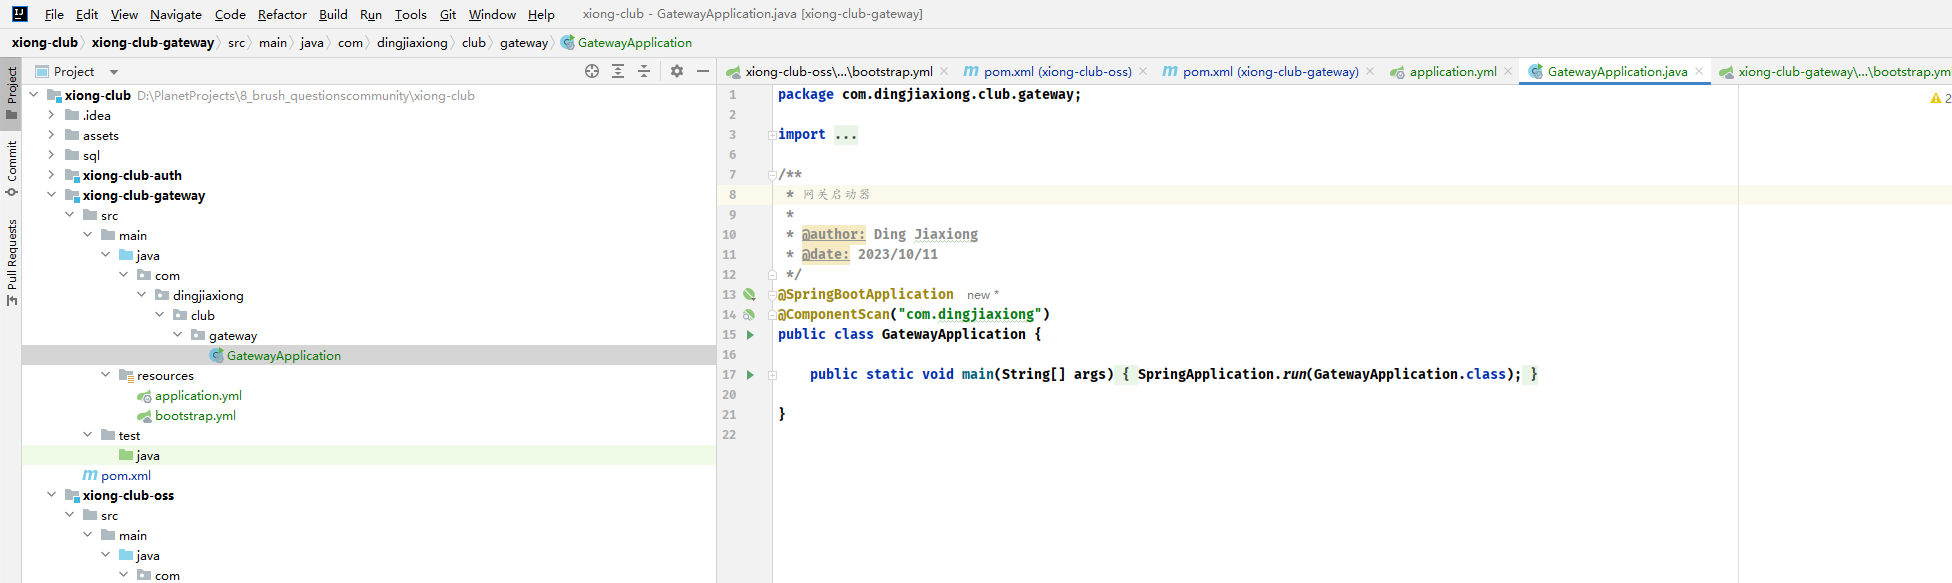 File Edit View Navigate Code Refactor Build Run Tools Git Window Help xiong-club - GatewayApplication.java [xiong-club-gateway]
xiong-club xiong-club-gateway src main java com dingjiaxiong club gateway GatewayApplication
Project
Commit
Pull Requests
Project
xiong-club D:\PlanetProjects\8_brush_questionscommunity\xiong-club
.idea
assets
sql
xiong-club-auth
xiong-club-gateway
src
main
java
com
dingjiaxiong
club
gateway
GatewayApplication
resources
application.yml
bootstrap.yml
test
java
pom.xml
xiong-club-oss
src
main
java
com
xiong-club-oss\...\bootstrap.yml pom.xml (xiong-club-oss) pom.xml (xiong-club-gateway) application.yml GatewayApplication.java xiong-club-gateway\...\bootstrap.ym
2
1 package com.dingjiaxiong.club.gateway;
2
3 import ...
6
7 /**
8 * 网关启动器
9 *
10 * @author: Ding Jiaxiong
11 * @date: 2023/10/11
12 */
13 @SpringBootApplication new *
14 @ComponentScan("com.dingjiaxiong")
15 public class GatewayApplication {
16
17 public static void main(String[] args) { SpringApplication.run(GatewayApplication.class); }
20
21 }
22